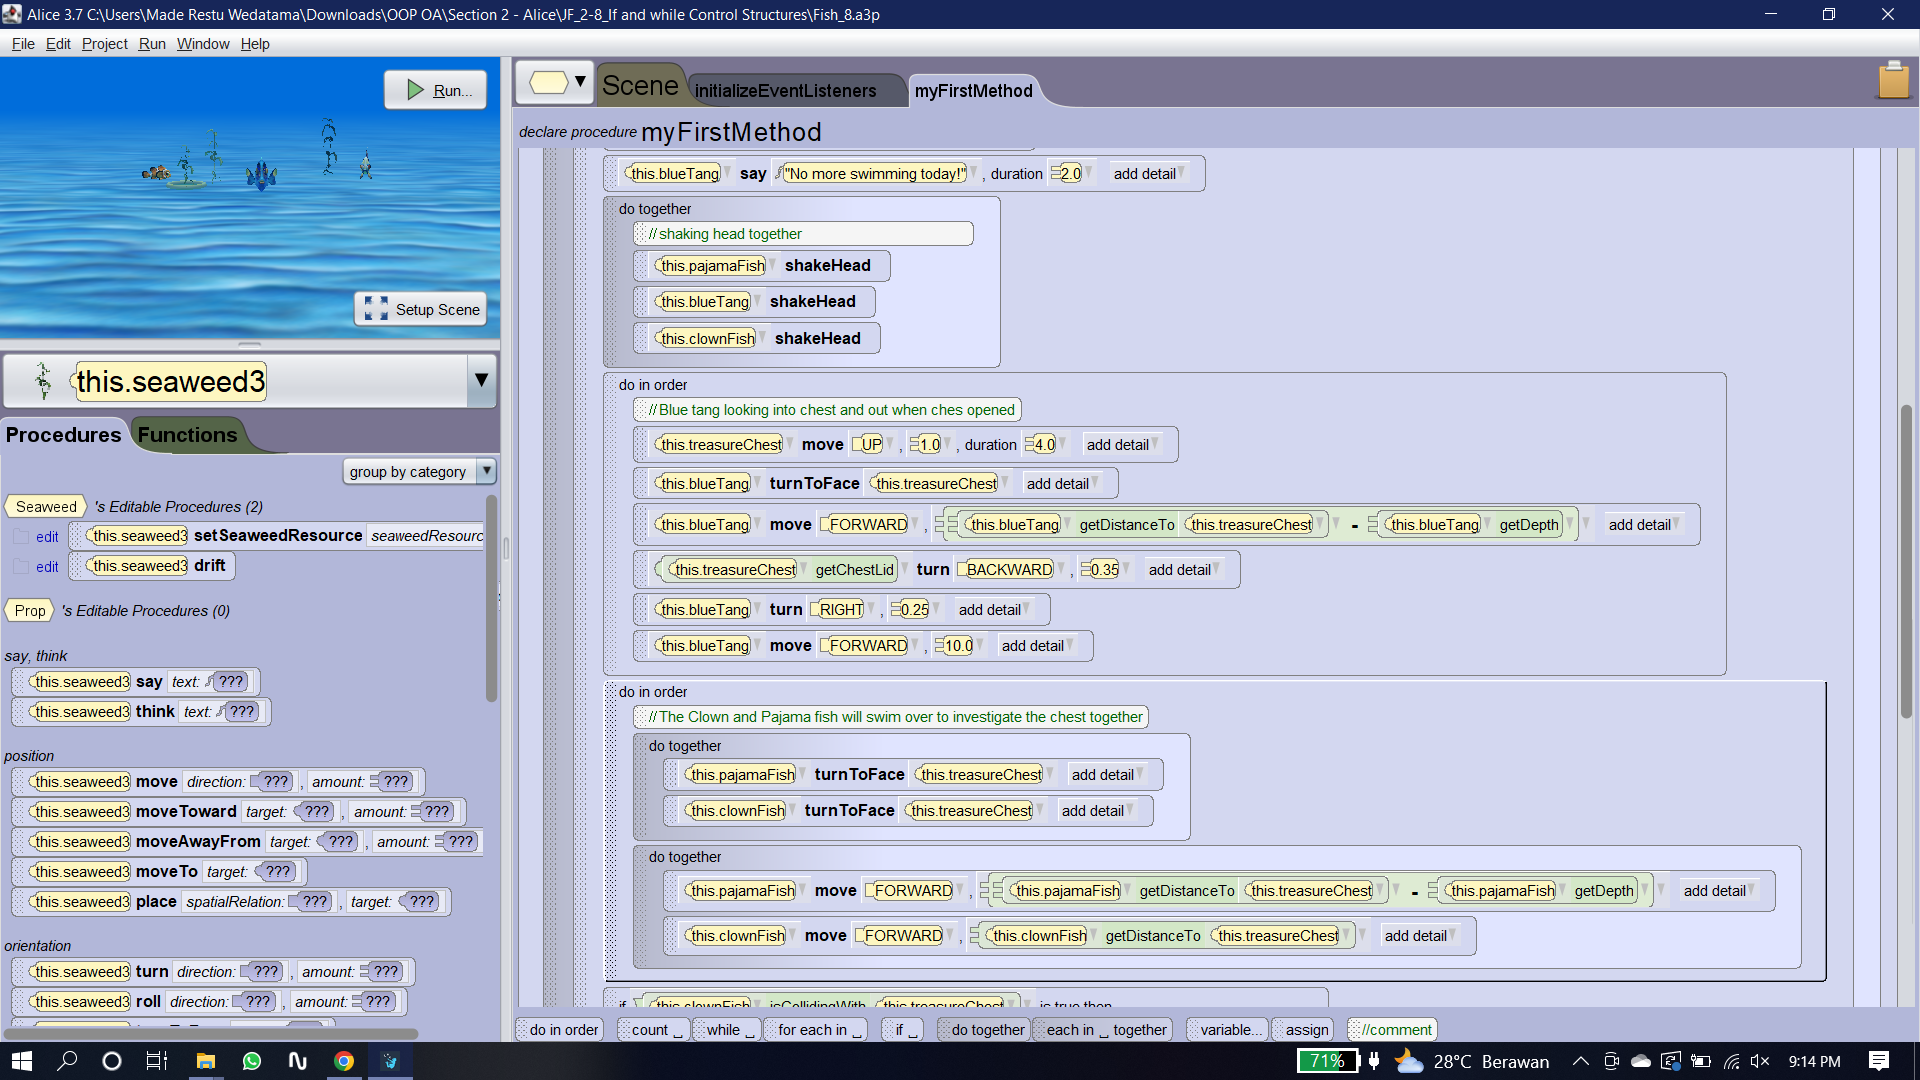 Alice 3.7 C:\Users\Made Restu Wedatama\Downloads\OOP OA\Section 2 - Alice\JF_2-8_If and while Control Structures\Fish_8.a3p
File Edit Project Run Window Help
Run...
Setup Scene
this.seaweed3
Procedures Functions
group by category
Seaweed 's Editable Procedures (2)
edit this.seaweed3 setSeaweedResource seaweedResourc
edit this.seaweed3 drift
Prop 's Editable Procedures (0)
say, think
this.seaweed3 say text: ???
this.seaweed3 think text: ???
position
this.seaweed3 move direction: ???, amount: ???
this.seaweed3 moveToward target: ???, amount: ???
this.seaweed3 moveAwayFrom target: ???, amount: ???
this.seaweed3 moveTo target: ???
this.seaweed3 place spatialRelation: ???, target: ???
orientation
this.seaweed3 turn direction: ???, amount: ???
this.seaweed3 roll direction: ???, amount: ???
Scene initializeEventListeners myFirstMethod
declare procedure myFirstMethod
this.blueTang say "No more swimming today!", duration 2.0 add detail
do together
//shaking head together
this.pajamaFish shakeHead
this.blueTang shakeHead
this.clownFish shakeHead
do in order
//Blue tang looking into chest and out when ches opened
this.treasureChest move UP, 1.0, duration 4.0 add detail
this.blueTang turnToFace this.treasureChest add detail
this.blueTang move FORWARD, this.blueTang getDistanceTo this.treasureChest - this.blueTang getDepth add detail
this.treasureChest getChestLid turn BACKWARD, 0.35 add detail
this.blueTang turn RIGHT, 0.25 add detail
this.blueTang move FORWARD, 10.0 add detail
do in order
//The Clown and Pajama fish will swim over to investigate the chest together
do together
this.pajamaFish turnToFace this.treasureChest add detail
this.clownFish turnToFace this.treasureChest add detail
do together
this.pajamaFish move FORWARD, this.pajamaFish getDistanceTo this.treasureChest - this.pajamaFish getDepth add detail
this.clownFish move FORWARD, this.clownFish getDistanceTo this.treasureChest add detail
if this.clownFish isCollidingWith this.treasureChest is true then
do in order count _ while _ for each in _ if _ do together each in _ together variable... assign //comment
71% 28°C Berawan 9:14 PM